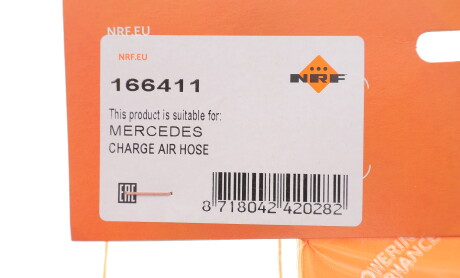 NRF.EU
NRF.EU
NRF
166411
This product is suitable for:
MERCEDES
CHARGE AIR HOSE
EAC
8 718042 420282